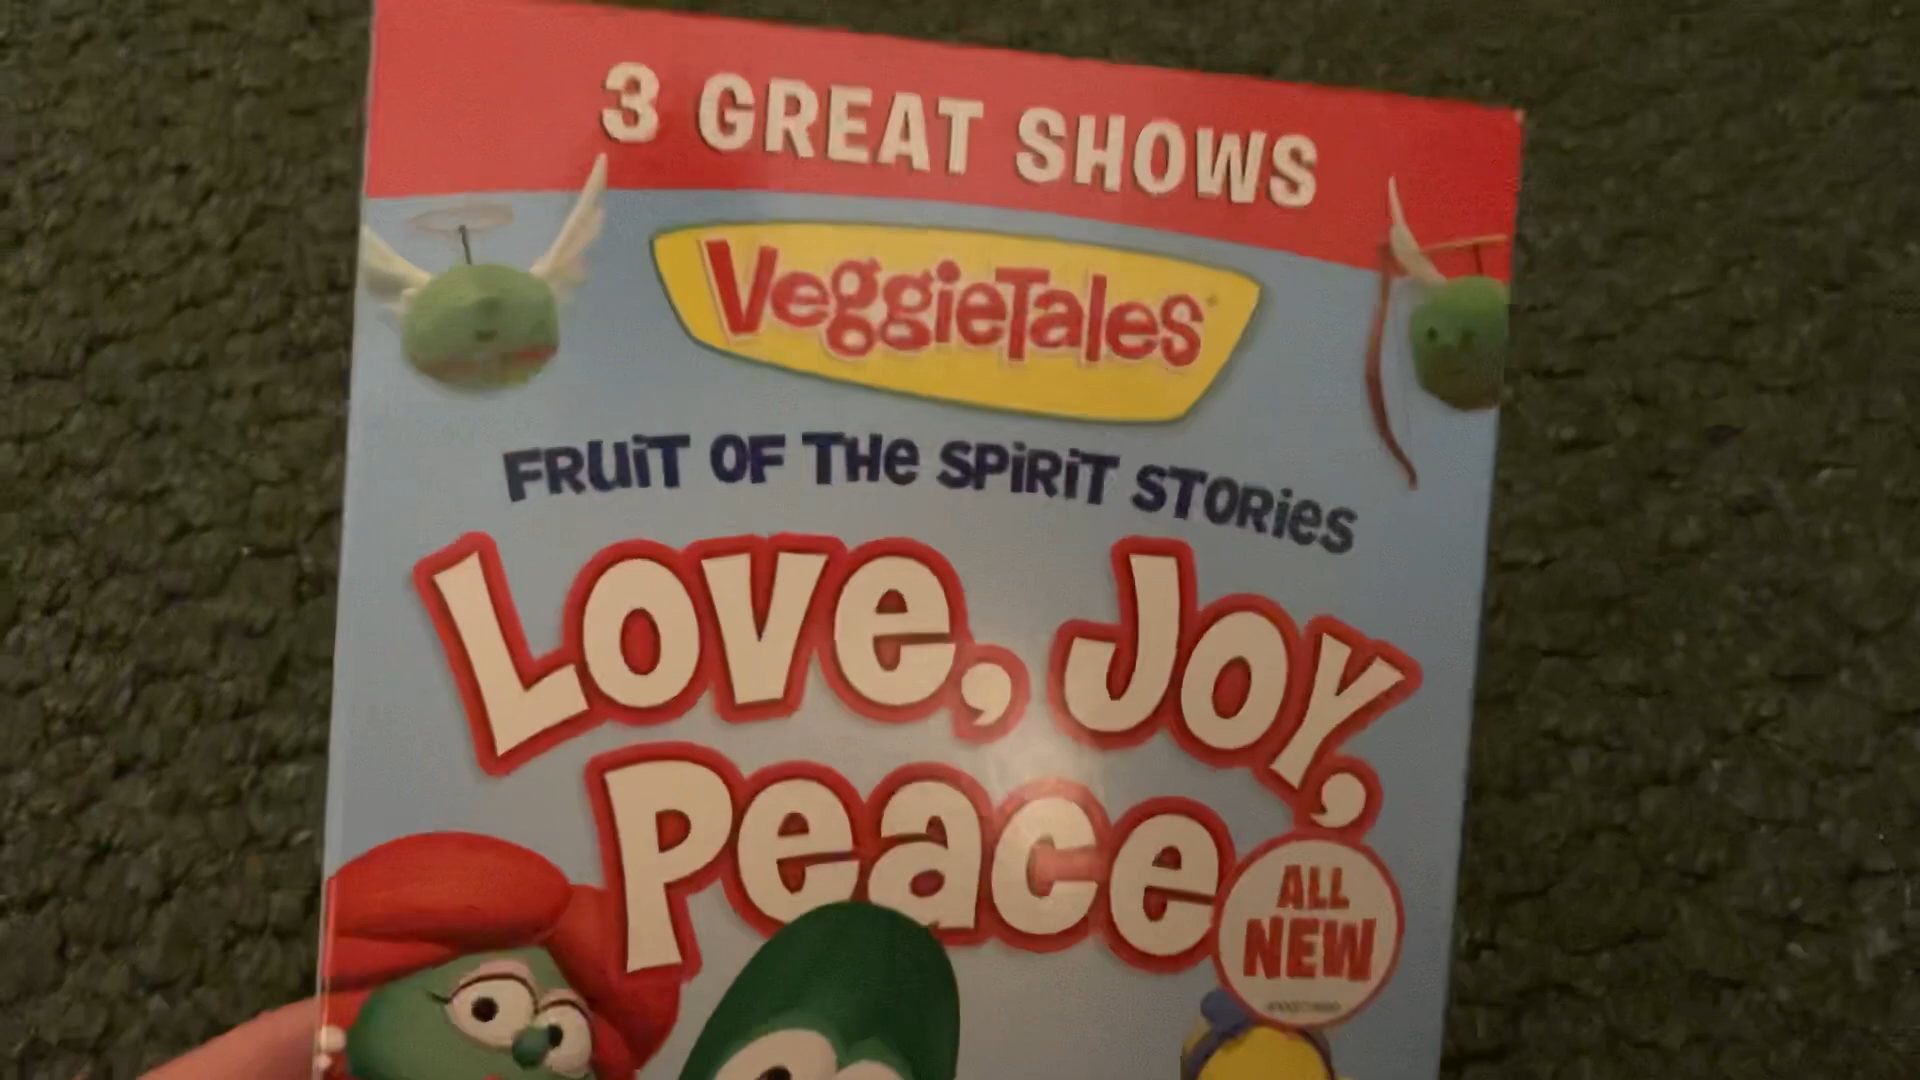 3 GREAT SHOWS
VeggieTales
FRUiT OF THe SPiRiT STORies
Love, Joy,
Peace
ALL
NEW